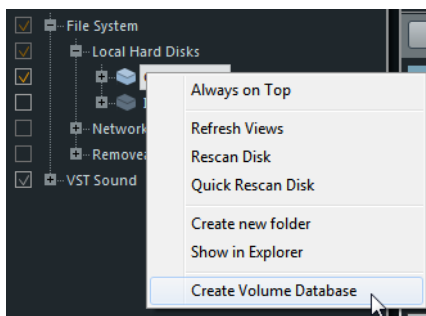 File System
Local Hard Disks
Always on Top
Network
Refresh Views
Rescan Disk
Quick Rescan Disk
VST Sound
Create new folder
Show in Explorer
Create Volume Database